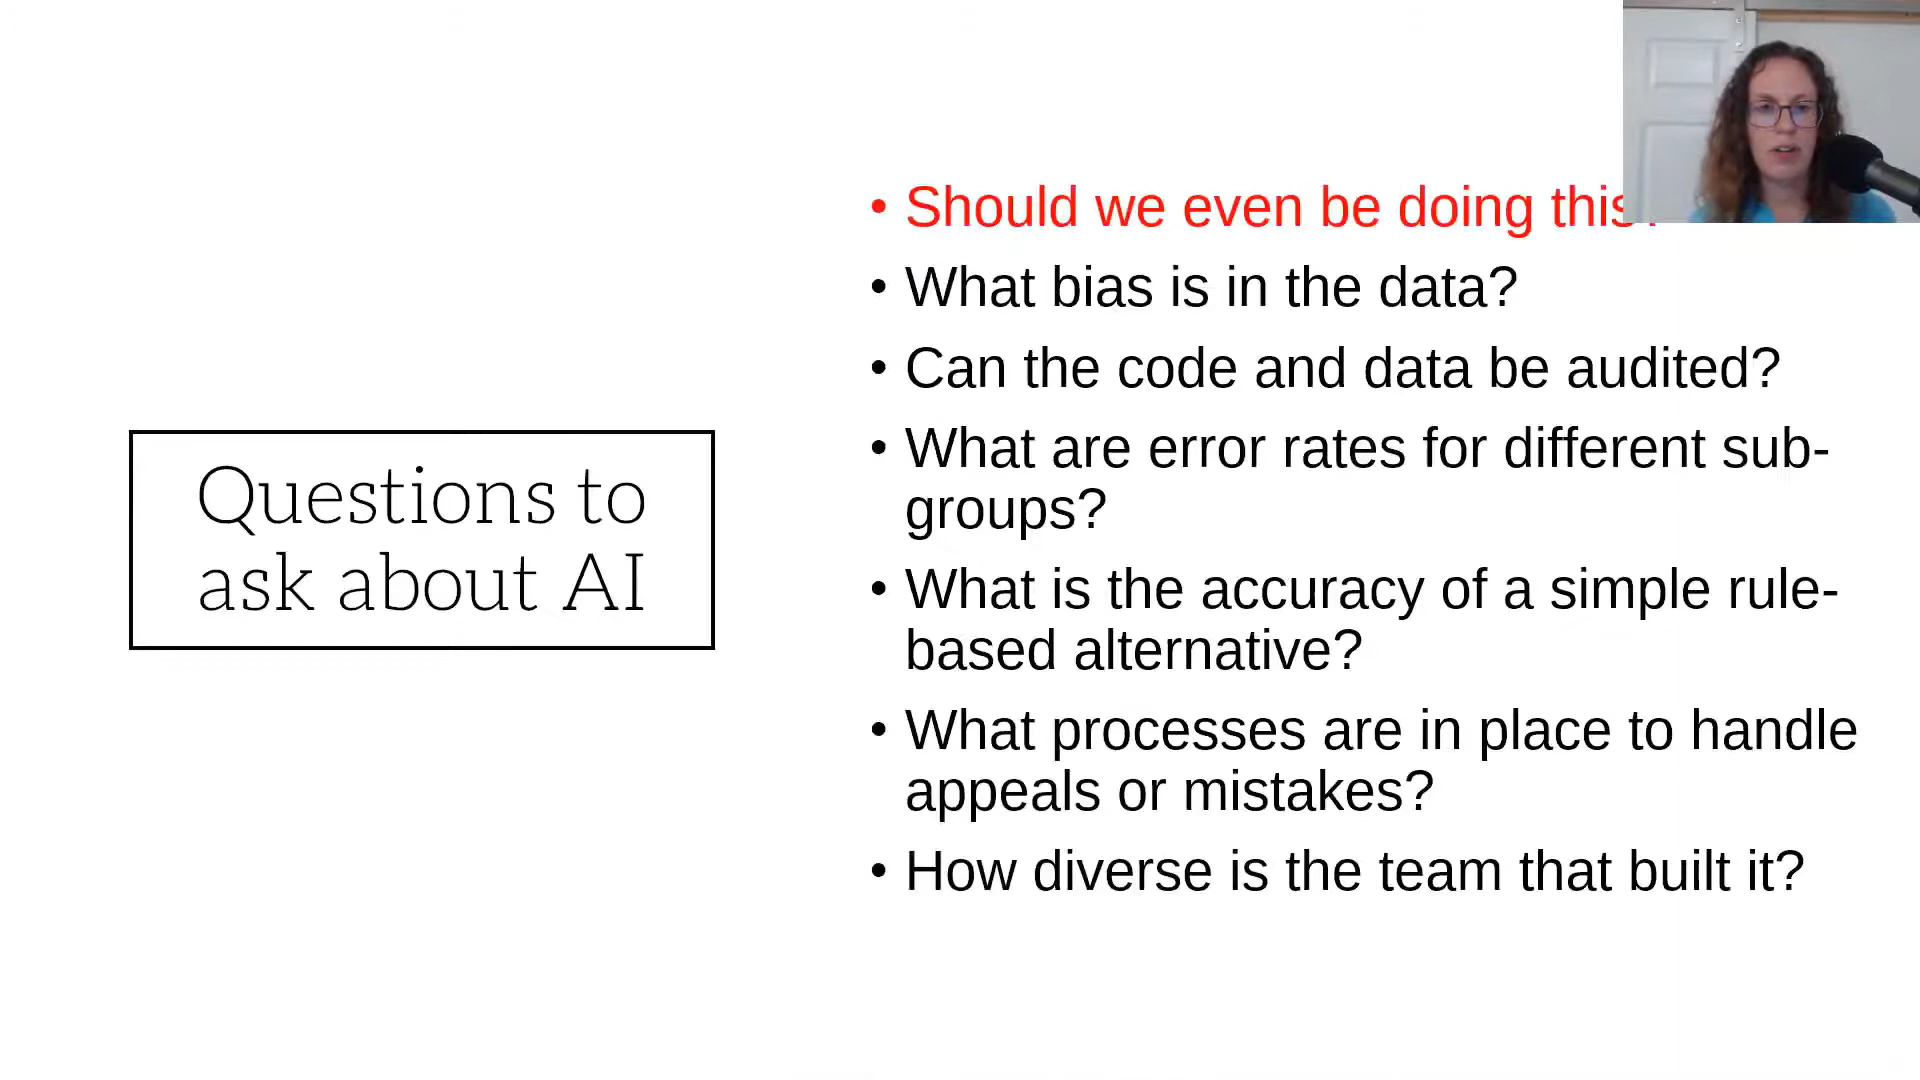 Questions to
ask about AI
• Should we even be doing this?
• What bias is in the data?
• Can the code and data be audited?
• What are error rates for different sub-
groups?
• What is the accuracy of a simple rule-
based alternative?
• What processes are in place to handle
appeals or mistakes?
• How diverse is the team that built it?